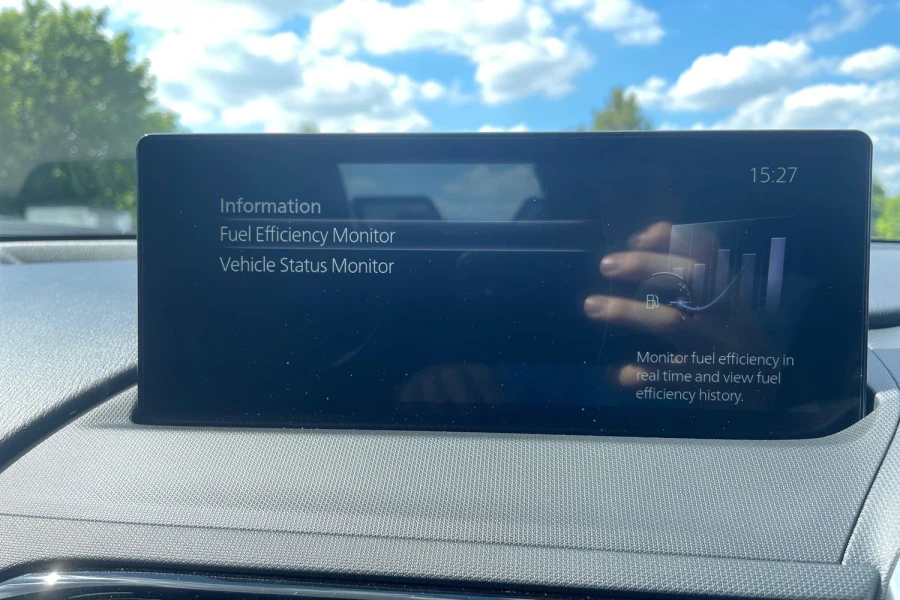 15:27
Information
Fuel Efficiency Monitor
Vehicle Status Monitor
Monitor fuel efficiency in
real time and view fuel
efficiency history.